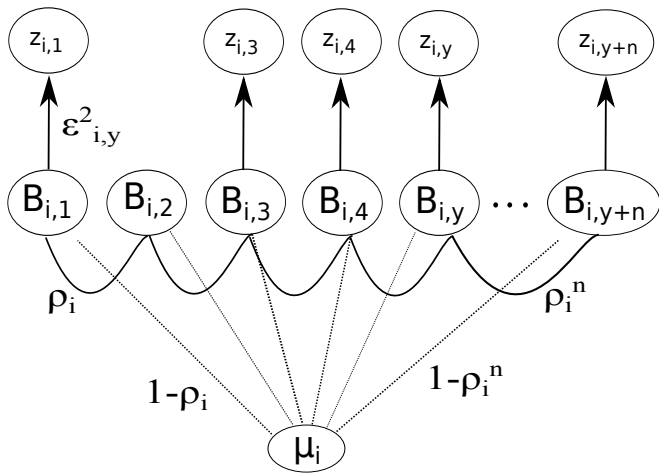 z_{i,1} z_{i,3} z_{i,4} z_{i,y} z_{i,y+n}
ε²_{i,y}
B_{i,1} B_{i,2} B_{i,3} B_{i,4} B_{i,y} ... B_{i,y+n}
ρ_i ρ_i^n
1-ρ_i 1-ρ_i^n
μ_i